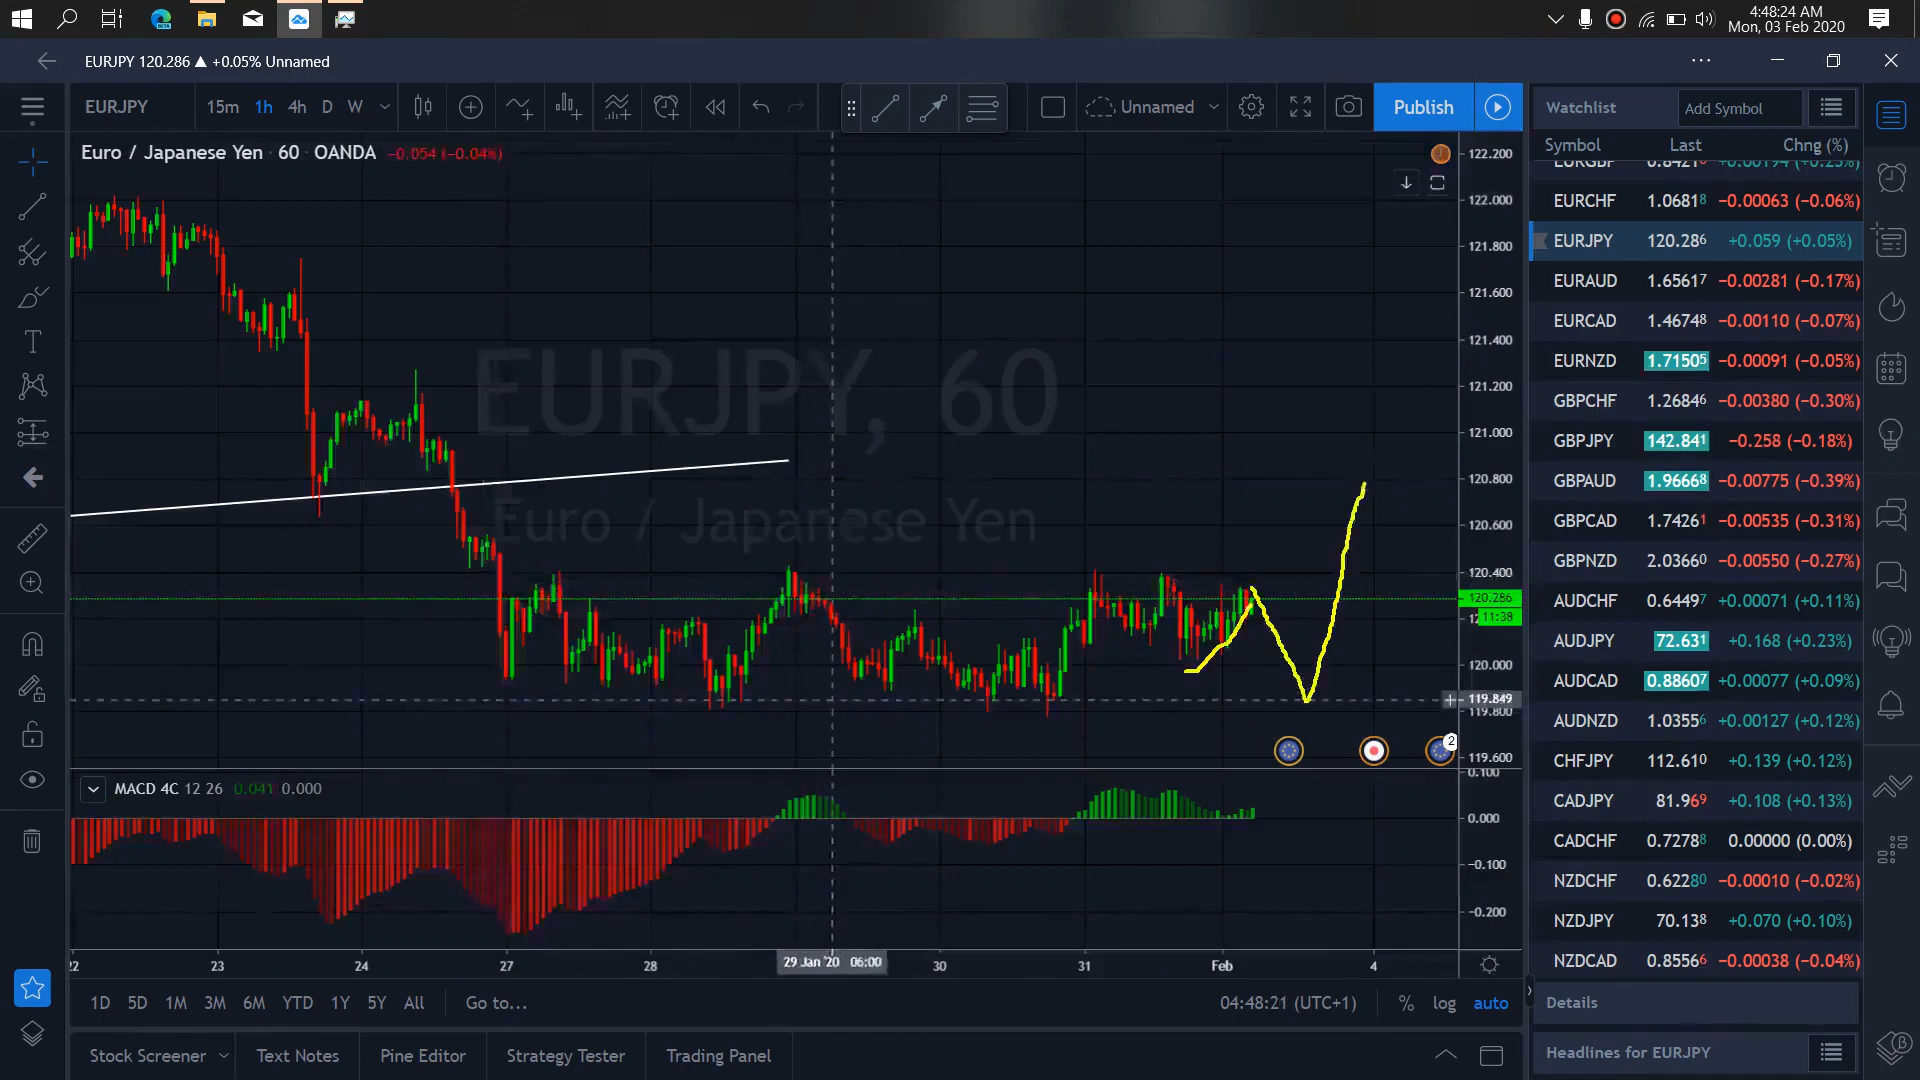 4:48:24 AM
Mon, 03 Feb 2020
EURJPY 120.286 ▲ +0.05% Unnamed
EURJPY 15m 1h 4h D W Unnamed Publish
Watchlist Add Symbol
Symbol Last Chng (%)
Euro / Japanese Yen · 60 · OANDA −0.054 (−0.04%)
EURGBP 0.8421 +0.00194 (+0.23%)
EURCHF 1.06818 −0.00063 (−0.06%)
EURJPY 120.286 +0.059 (+0.05%)
EURAUD 1.65617 −0.00281 (−0.17%)
EURCAD 1.46748 −0.00110 (−0.07%)
EURNZD 1.71505 −0.00091 (−0.05%)
GBPCHF 1.26846 −0.00380 (−0.30%)
GBPJPY 142.841 −0.258 (−0.18%)
GBPAUD 1.96668 −0.00775 (−0.39%)
GBPCAD 1.74261 −0.00535 (−0.31%)
GBPNZD 2.03660 −0.00550 (−0.27%)
AUDCHF 0.64497 +0.00071 (+0.11%)
AUDJPY 72.631 +0.168 (+0.23%)
AUDCAD 0.88607 +0.00077 (+0.09%)
AUDNZD 1.03556 +0.00127 (+0.12%)
CHFJPY 112.610 +0.139 (+0.12%)
CADJPY 81.969 +0.108 (+0.13%)
CADCHF 0.72788 0.00000 (0.00%)
NZDCHF 0.62280 −0.00010 (−0.02%)
NZDJPY 70.138 +0.070 (+0.10%)
NZDCAD 0.85566 −0.00038 (−0.04%)
Details
Headlines for EURJPY
122.200
122.000
121.800
121.600
121.400
121.200
121.000
120.800
120.600
120.400
120.286
11:38
120.000
119.849
119.800
119.600
EURJPY, 60
Euro / Japanese Yen
2
MACD 4C 12 26 0.041 0.000
0.100
0.000
−0.100
−0.200
22 23 24 27 28 29 Jan '20 06:00 30 31 Feb 4
1D 5D 1M 3M 6M YTD 1Y 5Y All Go to... 04:48:21 (UTC+1) % log auto
Stock Screener Text Notes Pine Editor Strategy Tester Trading Panel